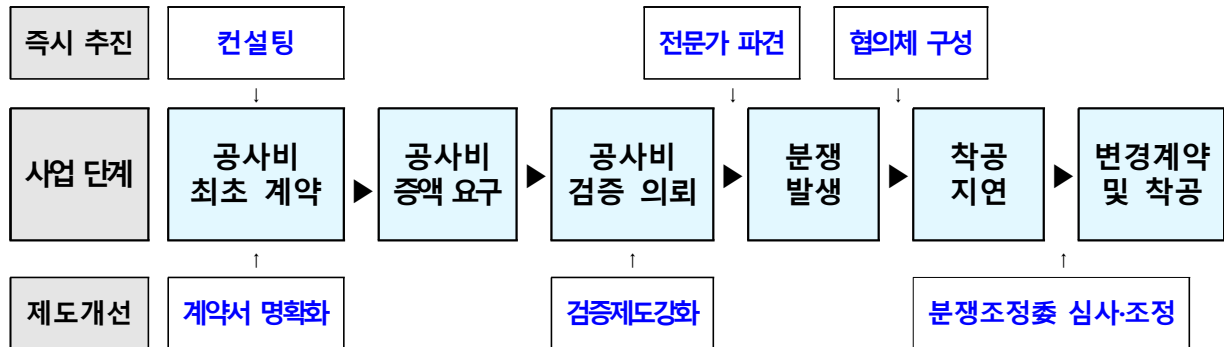 즉시 추진
컨설팅
전문가 파견
협의체 구성
↓
↓
↓
사업 단계
공사비
최초 계약
▶
공사비
증액 요구
▶
공사비
검증 의뢰
▶
분쟁
발생
▶
착공
지연
▶
변경계약
및 착공
↑
↑
↑
제도개선
계약서 명확화
검증제도강화
분쟁조정委 심사·조정